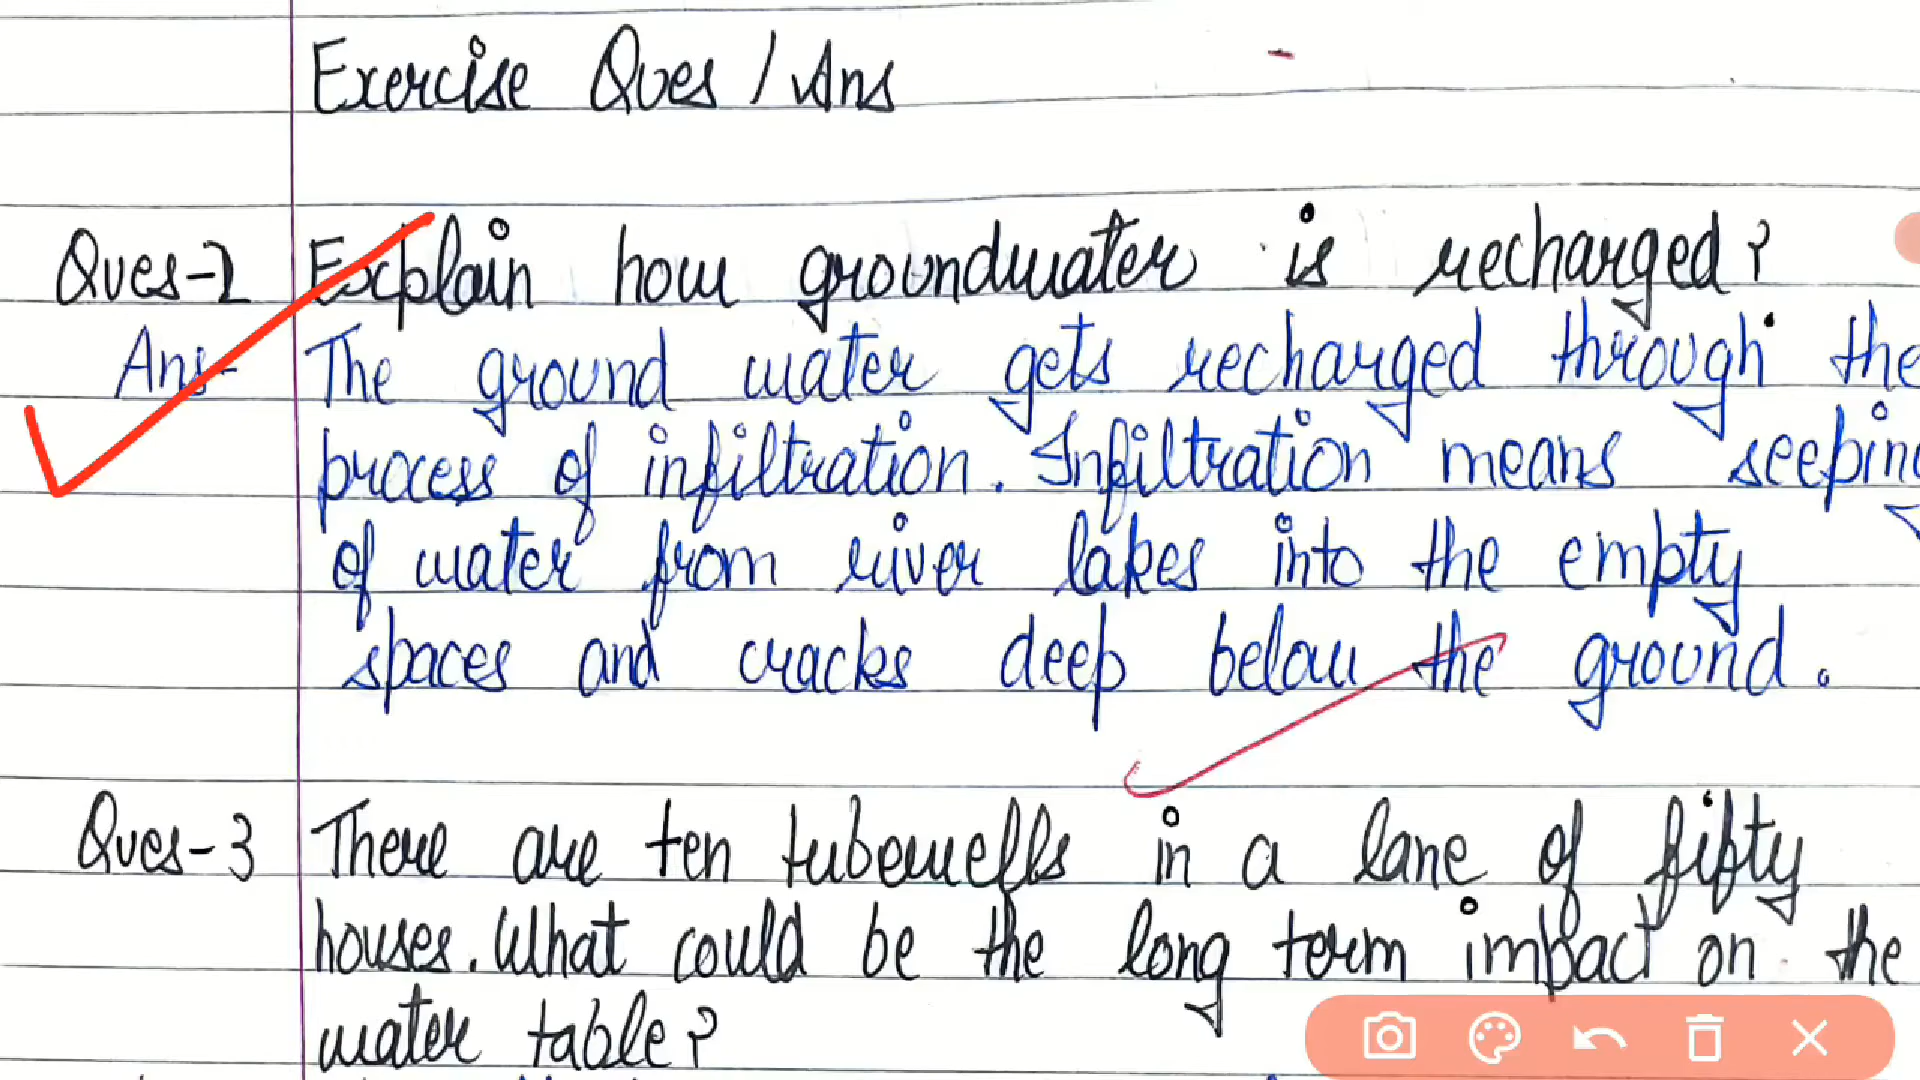 Exercise Ques / Ans
Ques-2 Explain how groundwater is recharged?
Ans- The ground water gets recharged through the
process of infiltration. Infiltration means seeping
of water from river lakes into the empty
spaces and cracks deep below the ground.
Ques-3 There are ten tubewells in a lane of fifty
houses. What could be the long term impact on the
water table?